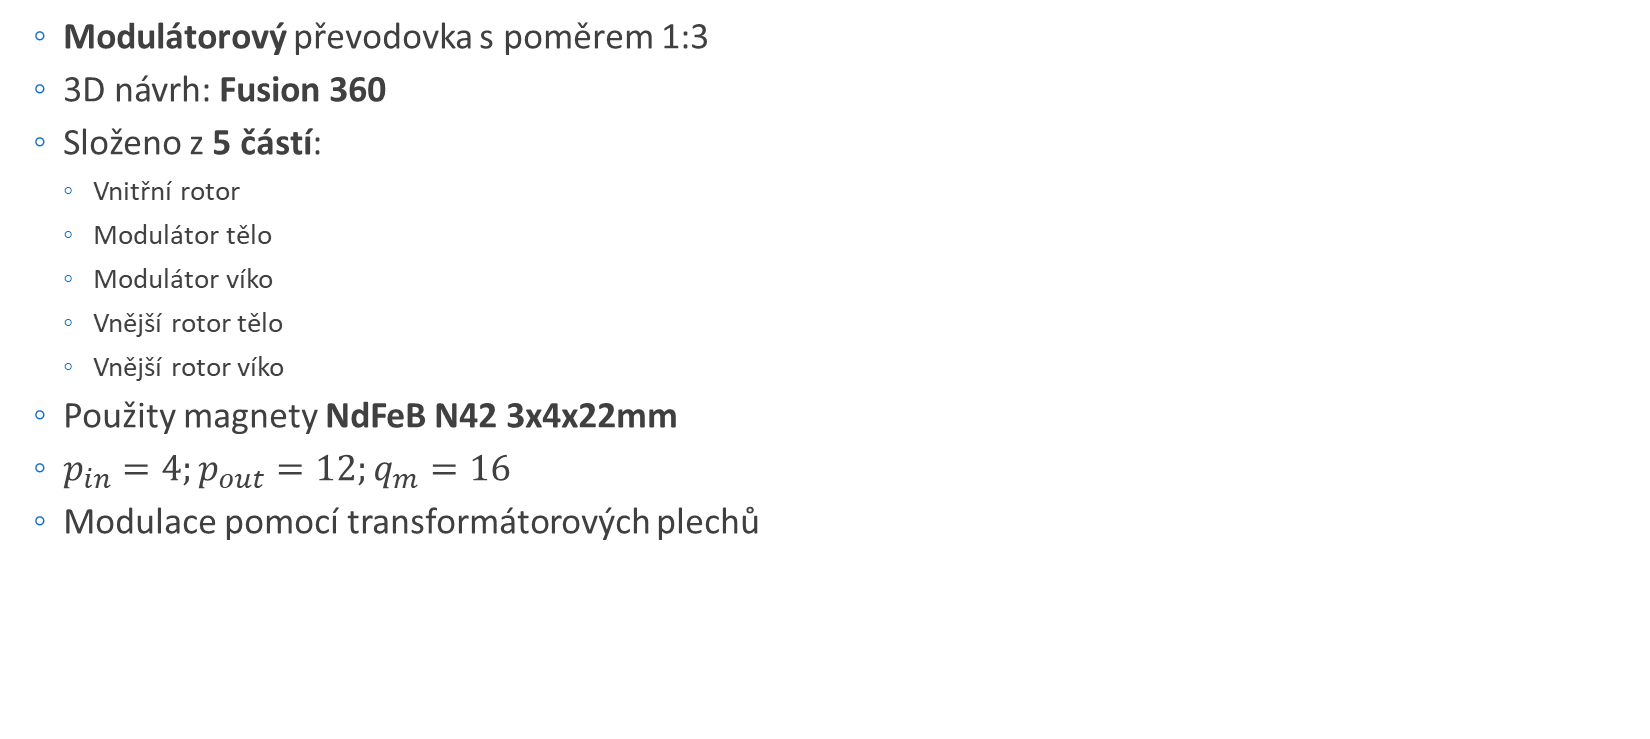 ◦ Modulátorový převodovka s poměrem 1:3
◦ 3D návrh: Fusion 360
◦ Složeno z 5 částí:
◦ Vnitřní rotor
◦ Modulátor tělo
◦ Modulátor víko
◦ Vnější rotor tělo
◦ Vnější rotor víko
◦ Použity magnety NdFeB N42 3x4x22mm
◦ p_in = 4; p_out = 12; q_m = 16
◦ Modulace pomocí transformátorových plechů